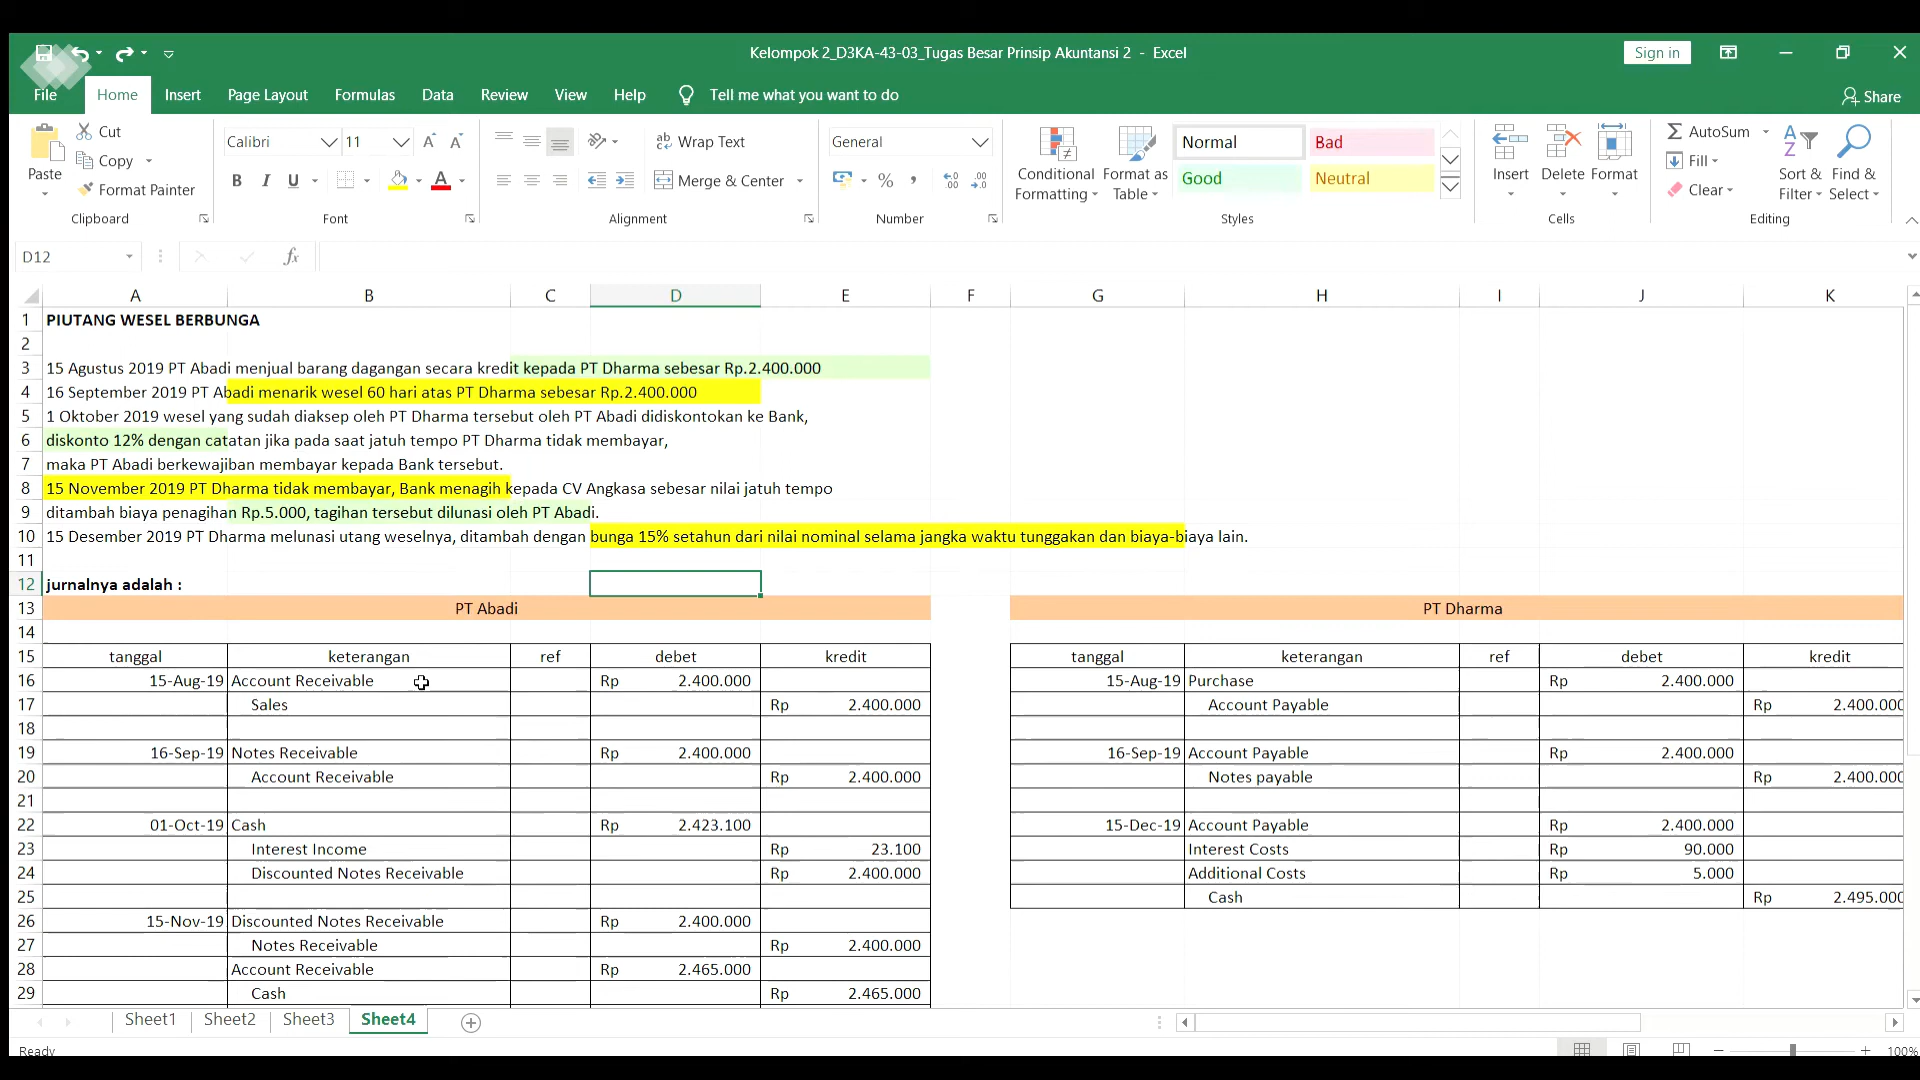 Kelompok 2_D3KA-43-03_Tugas Besar Prinsip Akuntansi 2 - Excel
Sign in
File Home Insert Page Layout Formulas Data Review View Help Tell me what you want to do
Share
Paste
Cut
Copy
Format Painter
Clipboard
Calibri 11
B I U
Font
Wrap Text
Merge & Center
Alignment
General
Number
Conditional Formatting
Format as Table
Normal Bad
Good Neutral
Styles
Insert Delete Format
Cells
AutoSum
Fill
Clear
Sort & Filter
Find & Select
Editing
D12 fx
A B C D E F G H I J K
1 PIUTANG WESEL BERBUNGA
2
3 15 Agustus 2019 PT Abadi menjual barang dagangan secara kredit kepada PT Dharma sebesar Rp.2.400.000
4 16 September 2019 PT Abadi menarik wesel 60 hari atas PT Dharma sebesar Rp.2.400.000
5 1 Oktober 2019 wesel yang sudah diaksep oleh PT Dharma tersebut oleh PT Abadi didiskontokan ke Bank,
6 diskonto 12% dengan catatan jika pada saat jatuh tempo PT Dharma tidak membayar,
7 maka PT Abadi berkewajiban membayar kepada Bank tersebut.
8 15 November 2019 PT Dharma tidak membayar, Bank menagih kepada CV Angkasa sebesar nilai jatuh tempo
9 ditambah biaya penagihan Rp.5.000, tagihan tersebut dilunasi oleh PT Abadi.
10 15 Desember 2019 PT Dharma melunasi utang weselnya, ditambah dengan bunga 15% setahun dari nilai nominal selama jangka waktu tunggakan dan biaya-biaya lain.
11
12 jurnalnya adalah :
13 PT Abadi PT Dharma
14
15 tanggal keterangan ref debet kredit tanggal keterangan ref debet kredit
16 15-Aug-19 Account Receivable Rp 2.400.000 15-Aug-19 Purchase Rp 2.400.000
17 Sales Rp 2.400.000 Account Payable Rp 2.400.000
18
19 16-Sep-19 Notes Receivable Rp 2.400.000 16-Sep-19 Account Payable Rp 2.400.000
20 Account Receivable Rp 2.400.000 Notes payable Rp 2.400.000
21
22 01-Oct-19 Cash Rp 2.423.100 15-Dec-19 Account Payable Rp 2.400.000
23 Interest Income Rp 23.100 Interest Costs Rp 90.000
24 Discounted Notes Receivable Rp 2.400.000 Additional Costs Rp 5.000
25 Cash Rp 2.495.000
26 15-Nov-19 Discounted Notes Receivable Rp 2.400.000
27 Notes Receivable Rp 2.400.000
28 Account Receivable Rp 2.465.000
29 Cash Rp 2.465.000
Sheet1 Sheet2 Sheet3 Sheet4
Ready
100%